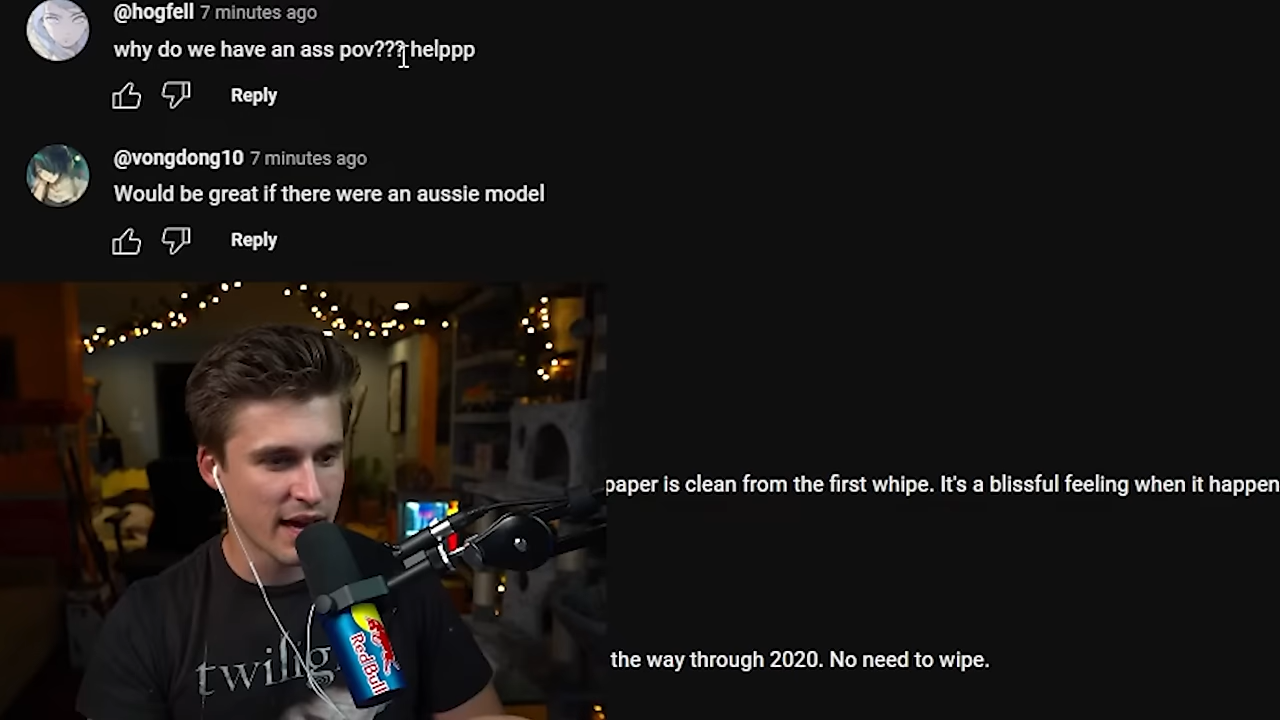 @hogfell 7 minutes ago
why do we have an ass pov??? helppp
Reply
@vongdong10 7 minutes ago
Would be great if there were an aussie model
Reply
paper is clean from the first whipe. It's a blissful feeling when it happen
the way through 2020. No need to wipe.
twilig
RedBull